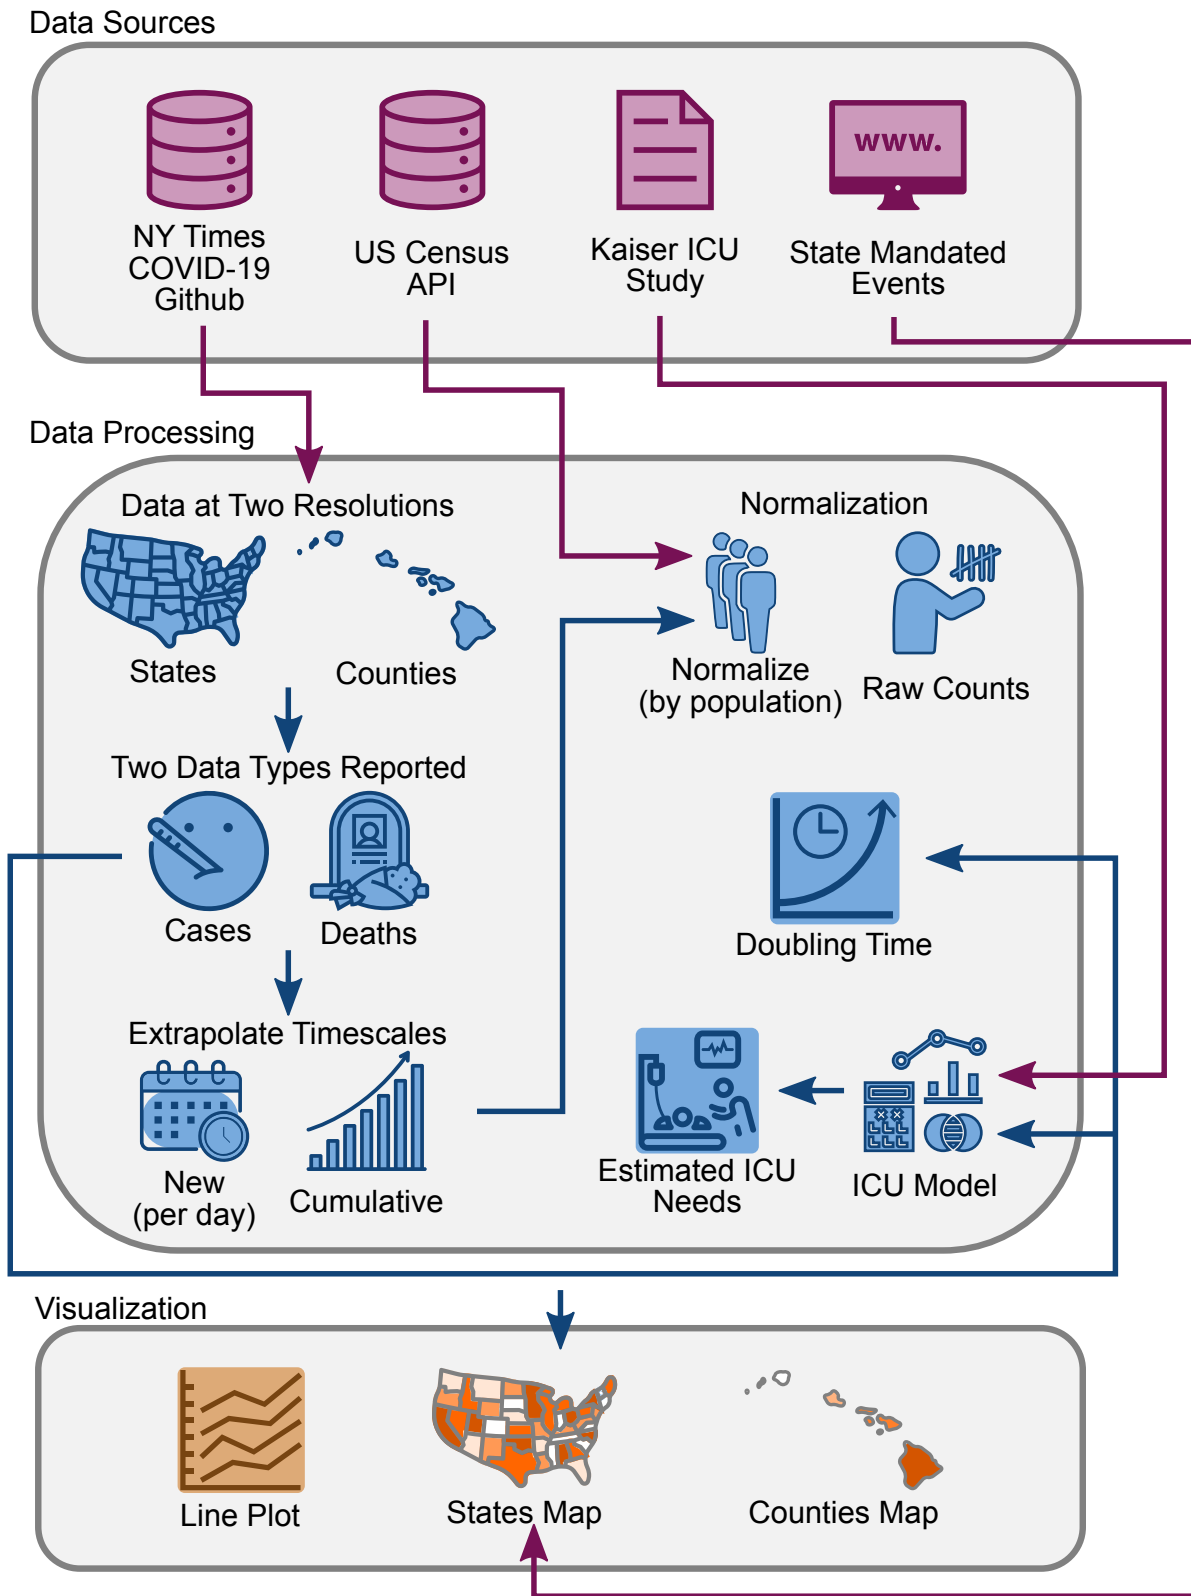 Data Sources
www.
NY Times
COVID-19
Github
US Census
API
Kaiser ICU
Study
State Mandated
Events
Data Processing
Data at Two Resolutions
States
Counties
Normalization
Normalize
(by population)
Raw Counts
Two Data Types Reported
Cases
Deaths
Doubling Time
Extrapolate Timescales
New
(per day)
Cumulative
Estimated ICU
Needs
ICU Model
Visualization
Line Plot
States Map
Counties Map